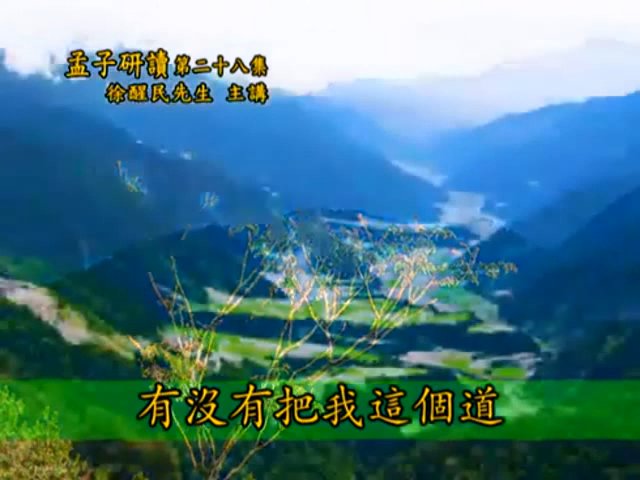 孟子研讀 第二十八集
徐醒民先生 主講
有沒有把我這個道